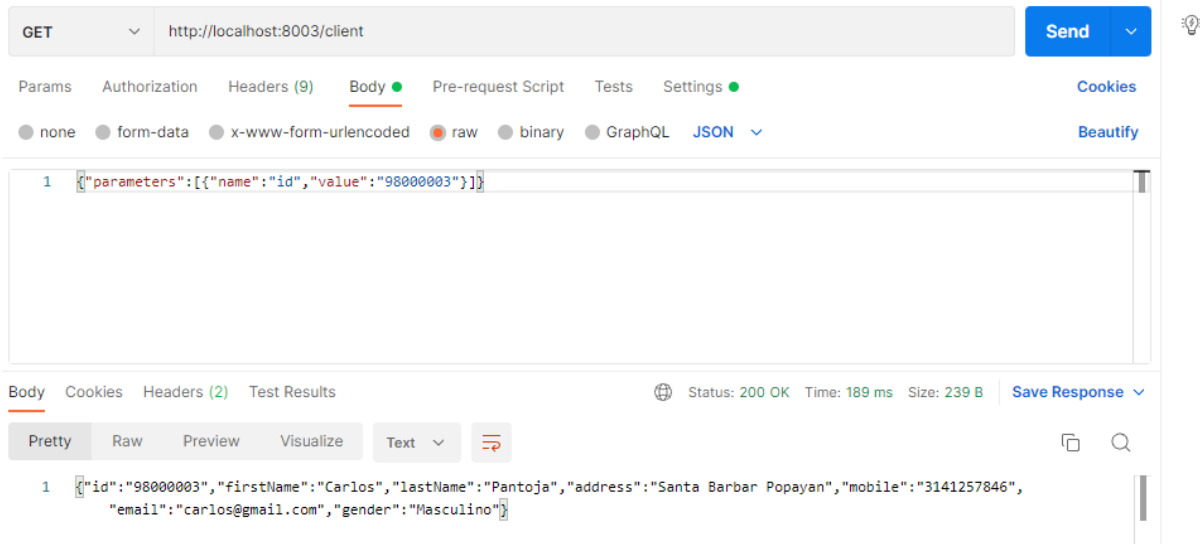 GET http://localhost:8003/client Send
Params Authorization Headers (9) Body Pre-request Script Tests Settings Cookies
none form-data x-www-form-urlencoded raw binary GraphQL JSON Beautify
1 {"parameters":[{"name":"id","value":"98000003"}]}
Body Cookies Headers (2) Test Results Status: 200 OK Time: 189 ms Size: 239 B Save Response
Pretty Raw Preview Visualize Text
1 {"id":"98000003","firstName":"Carlos","lastName":"Pantoja","address":"Santa Barbar Popayan","mobile":"3141257846",
"email":"carlos@gmail.com","gender":"Masculino"}